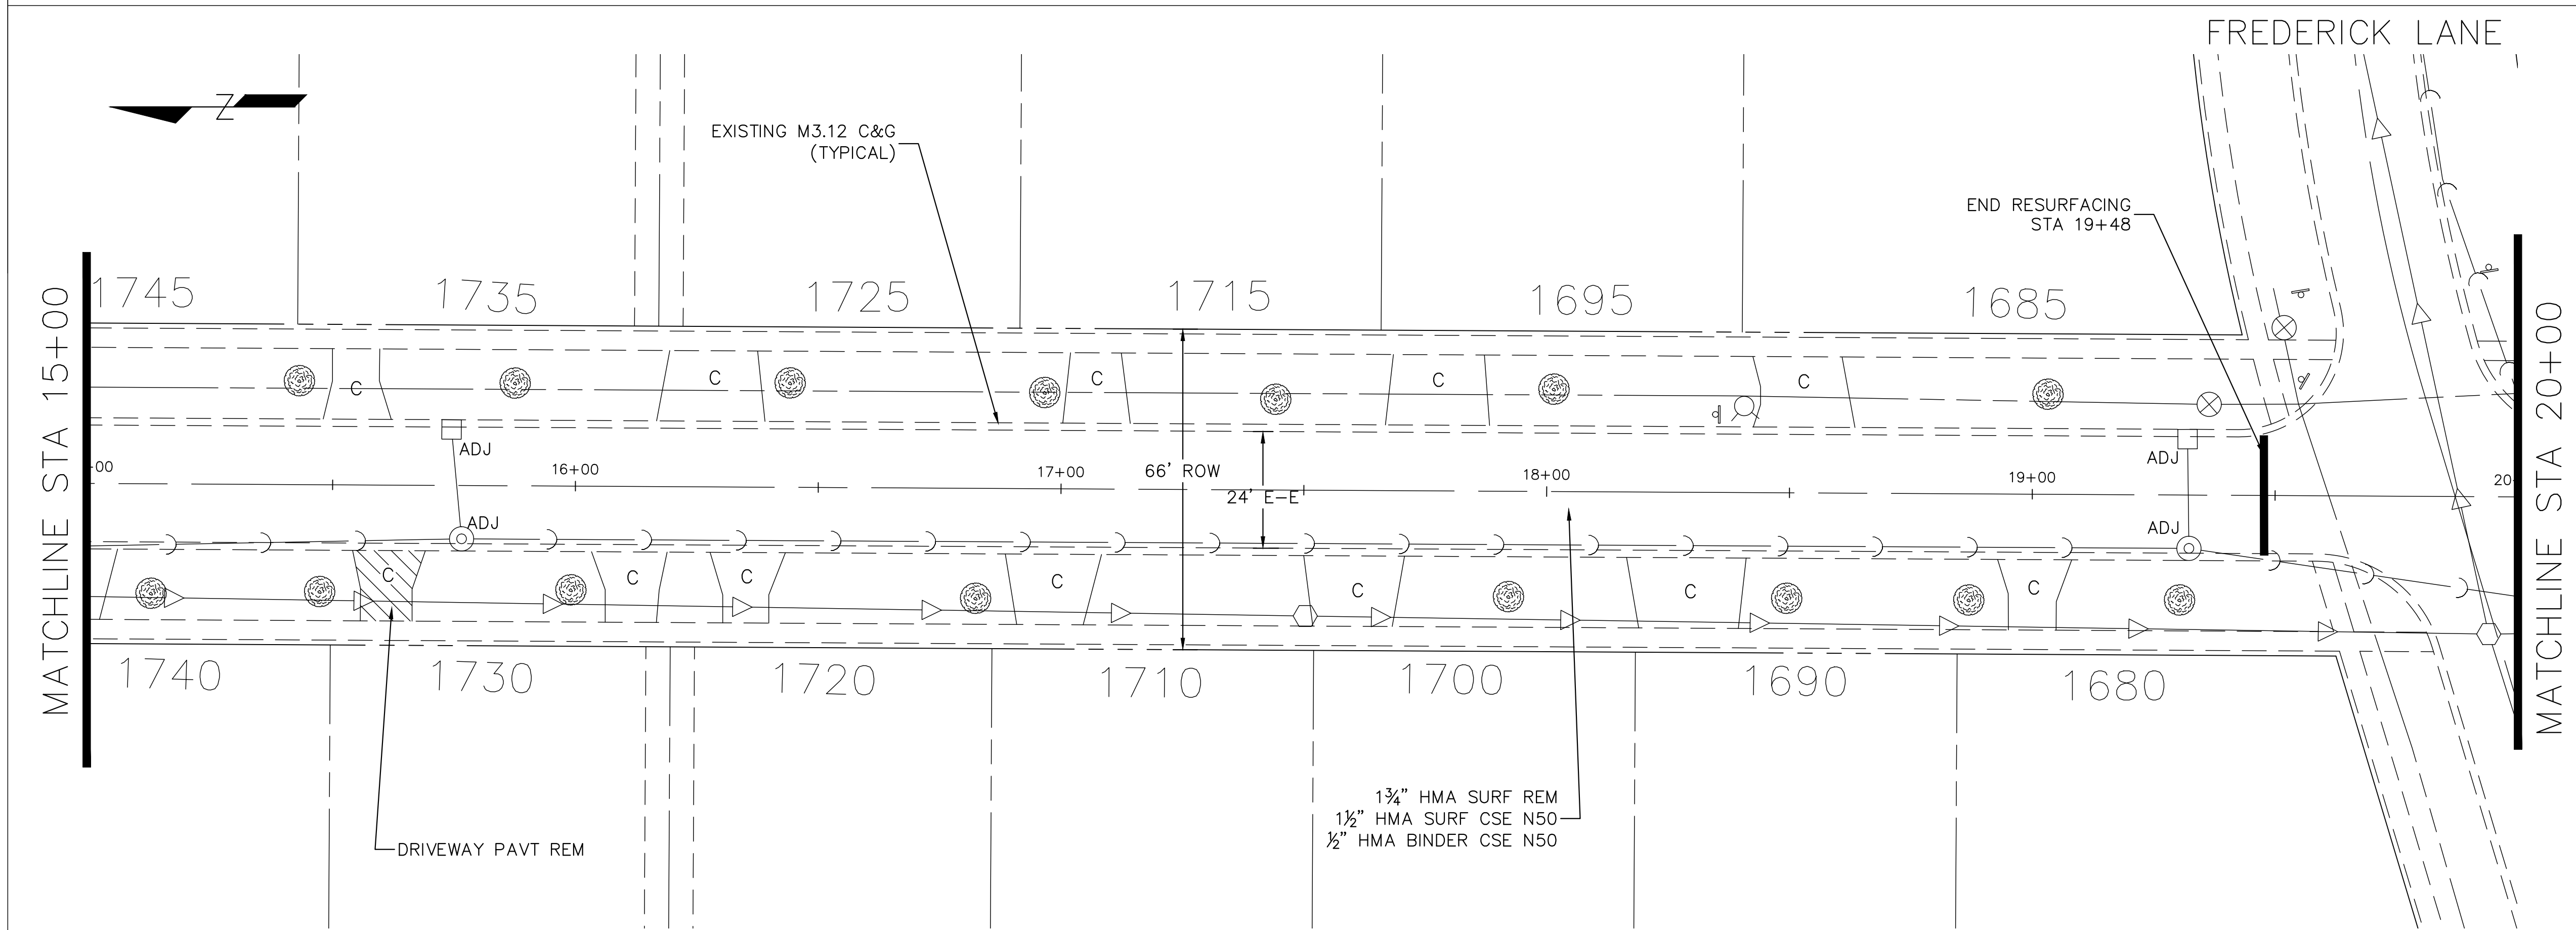 FREDERICK LANE
Z
EXISTING M3.12 C&G
(TYPICAL)
END RESURFACING
STA 19+48
MATCHLINE STA 15+00
1745
1735
1725
1715
1695
1685
MATCHLINE STA 20+00
C
C
C
C
C
ADJ
ADJ
-00
16+00
17+00
66' ROW
18+00
19+00
20
24' E-E
ADJ
ADJ
C
C
C
C
C
C
C
1740
1730
1720
1710
1700
1690
1680
DRIVEWAY PAVT REM
1¾" HMA SURF REM
1½" HMA SURF CSE N50
½" HMA BINDER CSE N50